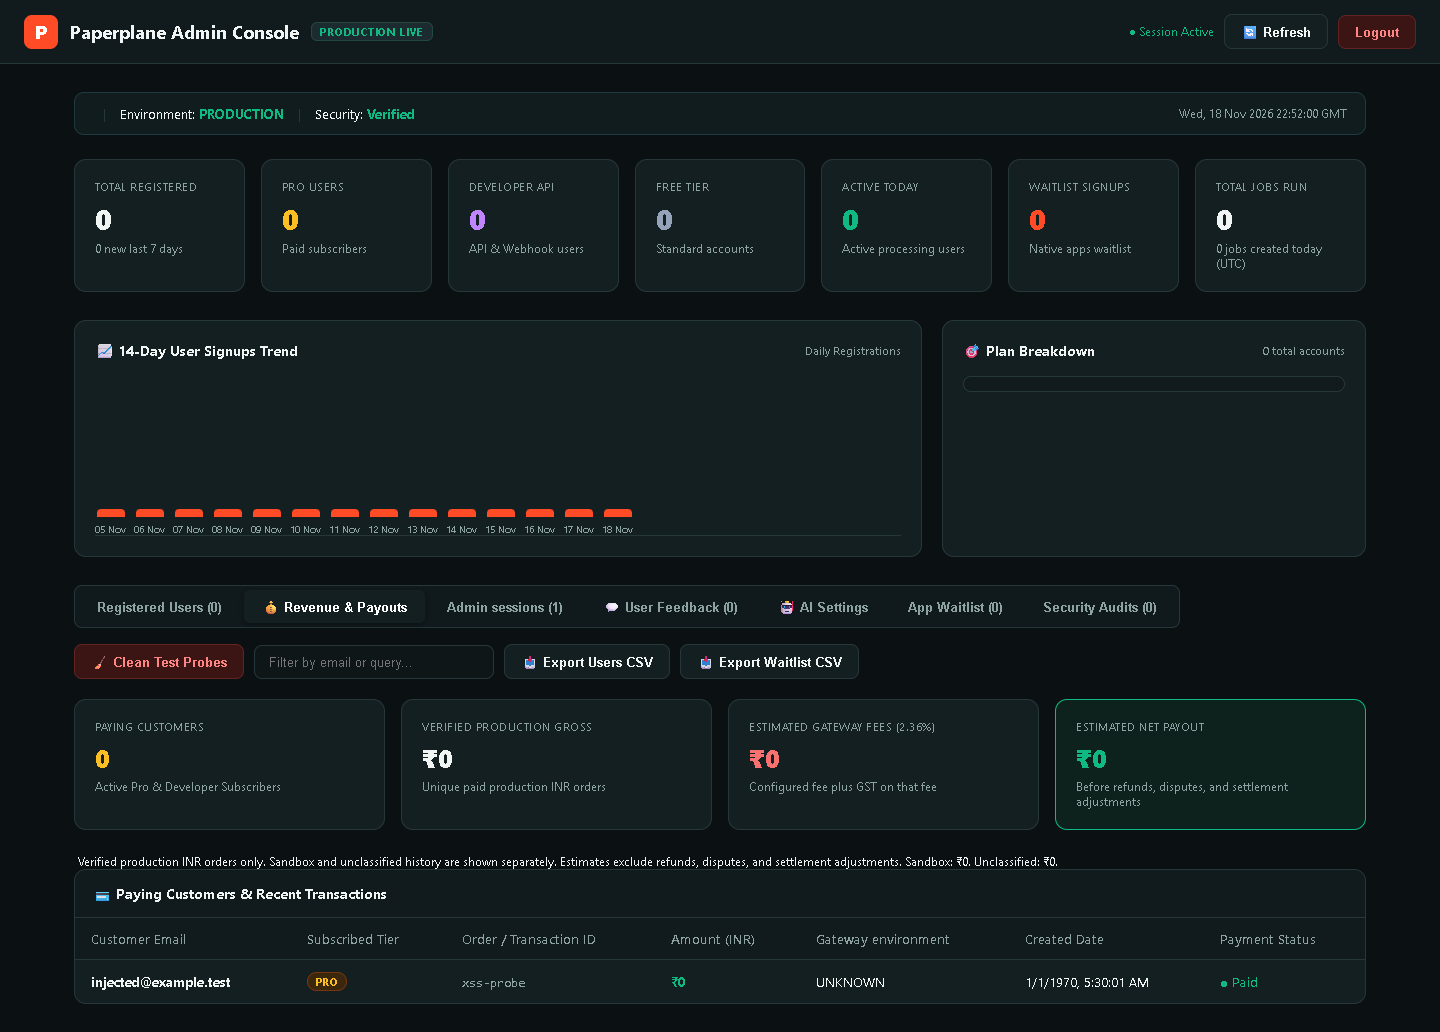 P Paperplane Admin Console PRODUCTION LIVE ● Session Active Refresh Logout
Environment: PRODUCTION Security: Verified Wed, 18 Nov 2026 22:52:00 GMT
TOTAL REGISTERED PRO USERS DEVELOPER API FREE TIER ACTIVE TODAY WAITLIST SIGNUPS TOTAL JOBS RUN
0 0 0 0 0 0 0
0 new last 7 days Paid subscribers API & Webhook users Standard accounts Active processing users Native apps waitlist 0 jobs created today
(UTC)
14-Day User Signups Trend Daily Registrations Plan Breakdown 0 total accounts
05 Nov 06 Nov 07 Nov 08 Nov 09 Nov 10 Nov 11 Nov 12 Nov 13 Nov 14 Nov 15 Nov 16 Nov 17 Nov 18 Nov
Registered Users (0) Revenue & Payouts Admin sessions (1) User Feedback (0) AI Settings App Waitlist (0) Security Audits (0)
Clean Test Probes Filter by email or query... Export Users CSV Export Waitlist CSV
PAYING CUSTOMERS VERIFIED PRODUCTION GROSS ESTIMATED GATEWAY FEES (2.36%) ESTIMATED NET PAYOUT
0 ₹0 ₹0 ₹0
Active Pro & Developer Subscribers Unique paid production INR orders Configured fee plus GST on that fee Before refunds, disputes, and settlement
adjustments
Verified production INR orders only. Sandbox and unclassified history are shown separately. Estimates exclude refunds, disputes, and settlement adjustments. Sandbox: ₹0. Unclassified: ₹0.
Paying Customers & Recent Transactions
Customer Email Subscribed Tier Order / Transaction ID Amount (INR) Gateway environment Created Date Payment Status
injected@example.test PRO xss-probe ₹0 UNKNOWN 1/1/1970, 5:30:01 AM ● Paid